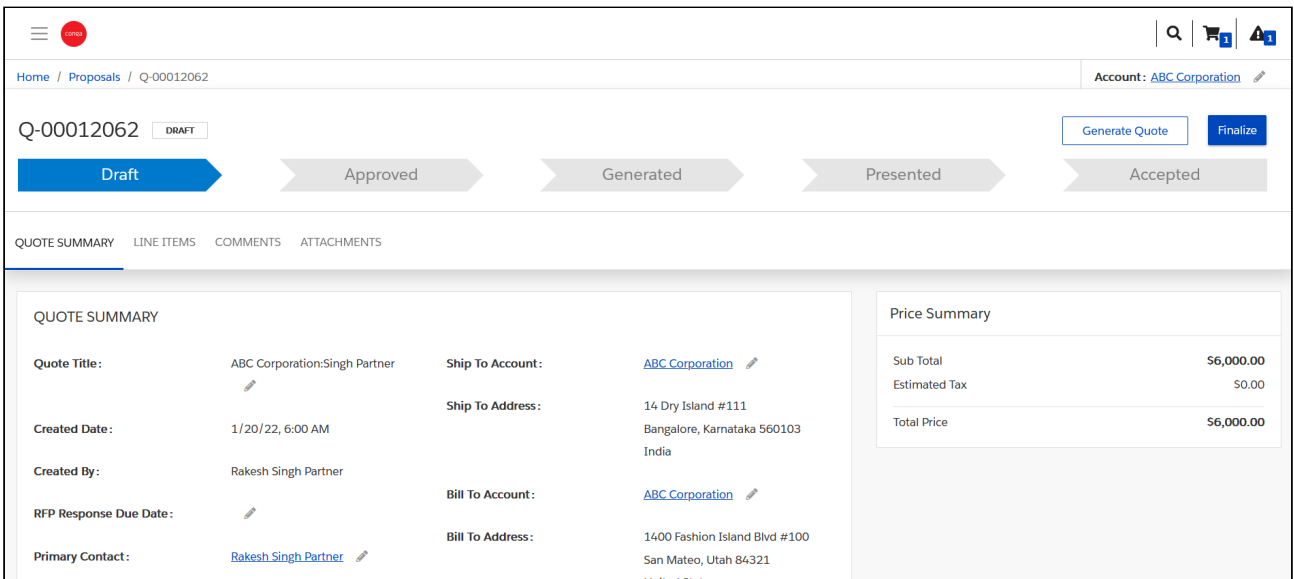 conga
1
1
Home / Proposals / Q-00012062
Account: ABC Corporation
Q-00012062 DRAFT
Generate Quote
Finalize
Draft
Approved
Generated
Presented
Accepted
QUOTE SUMMARY
LINE ITEMS
COMMENTS
ATTACHMENTS
QUOTE SUMMARY
Quote Title: ABC Corporation:Singh Partner
Created Date: 1/20/22, 6:00 AM
Created By: Rakesh Singh Partner
RFP Response Due Date:
Primary Contact: Rakesh Singh Partner
Ship To Account: ABC Corporation
Ship To Address: 14 Dry Island #111
Bangalore, Karnataka 560103
India
Bill To Account: ABC Corporation
Bill To Address: 1400 Fashion Island Blvd #100
San Mateo, Utah 84321
Price Summary
Sub Total $6,000.00
Estimated Tax $0.00
Total Price $6,000.00